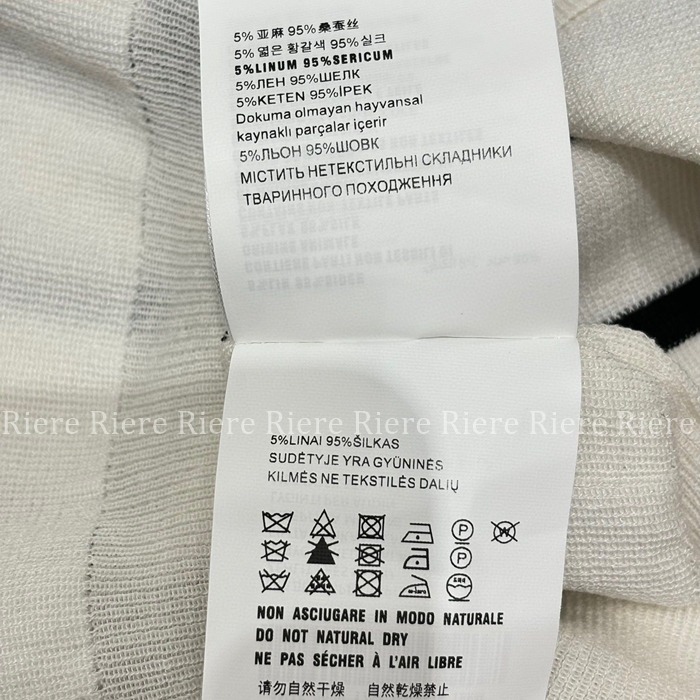 5% 亚麻 95%桑蚕丝
5% 엷은 황갈색 95%실크
5%LINUM 95%SERICUM
5%ЛЕН 95%ШЕЛК
5%KETEN 95%İPEK
Dokuma olmayan hayvansal
kaynaklı parçalar içerir
5%ЛЬОН 95%ШОВК
МІСТИТЬ НЕТЕКСТИЛЬНІ СКЛАДНИКИ
ТВАРИННОГО ПОХОДЖЕННЯ
Riere Riere Riere Riere Riere Riere Riere Riere
5%LINAI 95%ŠILKAS
SUDĖTYJE YRA GYŪNINĖS
KILMĖS NE TEKSTILĖS DALIŲ
P W
P
NON ASCIUGARE IN MODO NATURALE
DO NOT NATURAL DRY
NE PAS SÉCHER À L'AIR LIBRE
请勿自然干燥 自然乾燥禁止